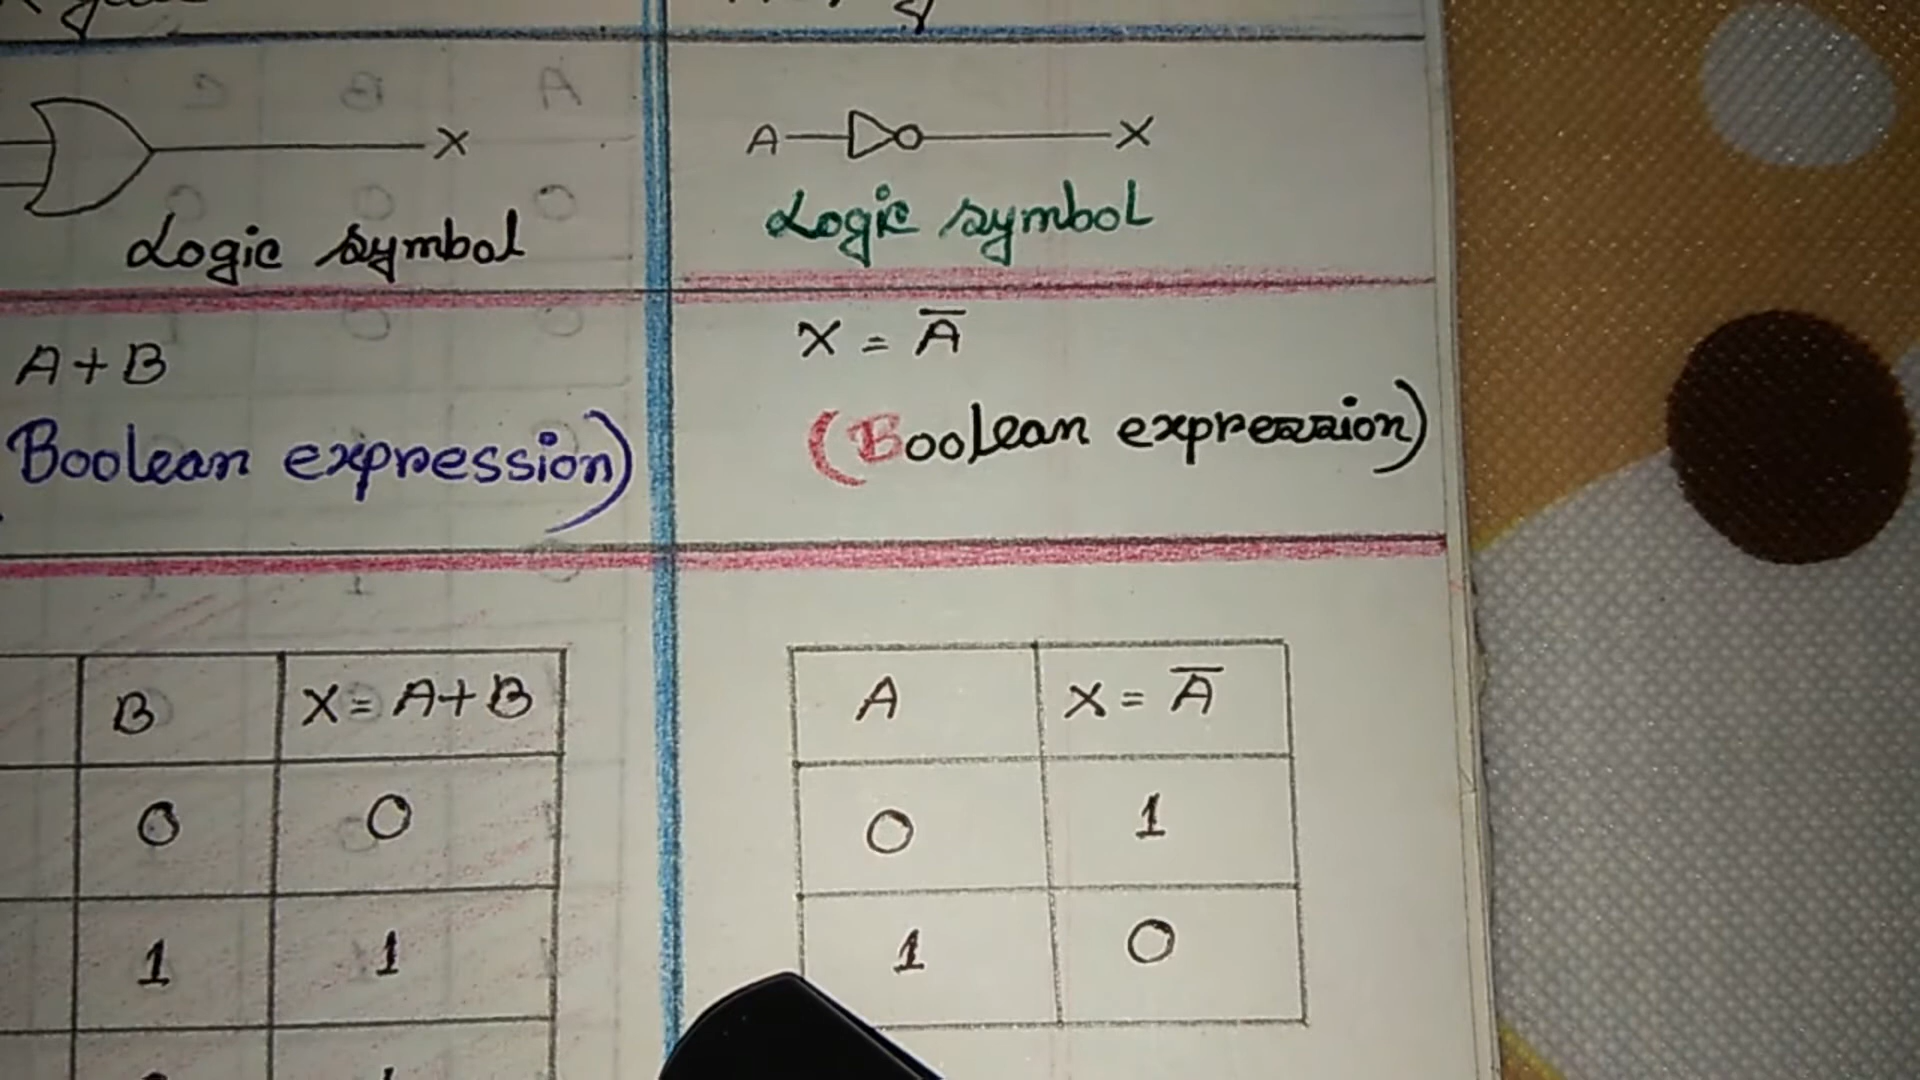 X
Logic symbol
A+B
Boolean expression)
B X = A+B
0 0
1 1
A X
Logic symbol
X = A̅
(Boolean expression)
A X = A̅
0 1
1 0